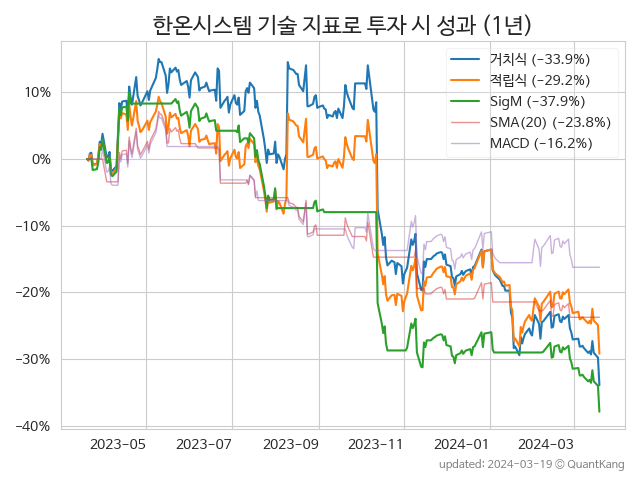 한온시스템 기술 지표로 투자 시 성과 (1년)
거치식 (−33.9%)
적립식 (−29.2%)
SigM (−37.9%)
SMA(20) (−23.8%)
MACD (−16.2%)
10%
0%
−10%
−20%
−30%
−40%
2023-05 2023-07 2023-09 2023-11 2024-01 2024-03
updated: 2024-03-19 © QuantKang